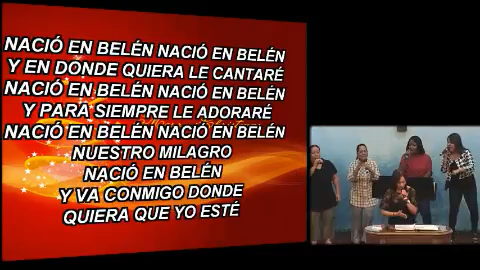 NACIÓ EN BELÉN NACIÓ EN BELÉN
Y EN DONDE QUIERA LE CANTARÉ
NACIÓ EN BELÉN NACIÓ EN BELÉN
Y PARA SIEMPRE LE ADORARÉ
NACIÓ EN BELÉN NACIÓ EN BELÉN
NUESTRO MILAGRO
NACIÓ EN BELÉN
Y VA CONMIGO DONDE
QUIERA QUE YO ESTÉ